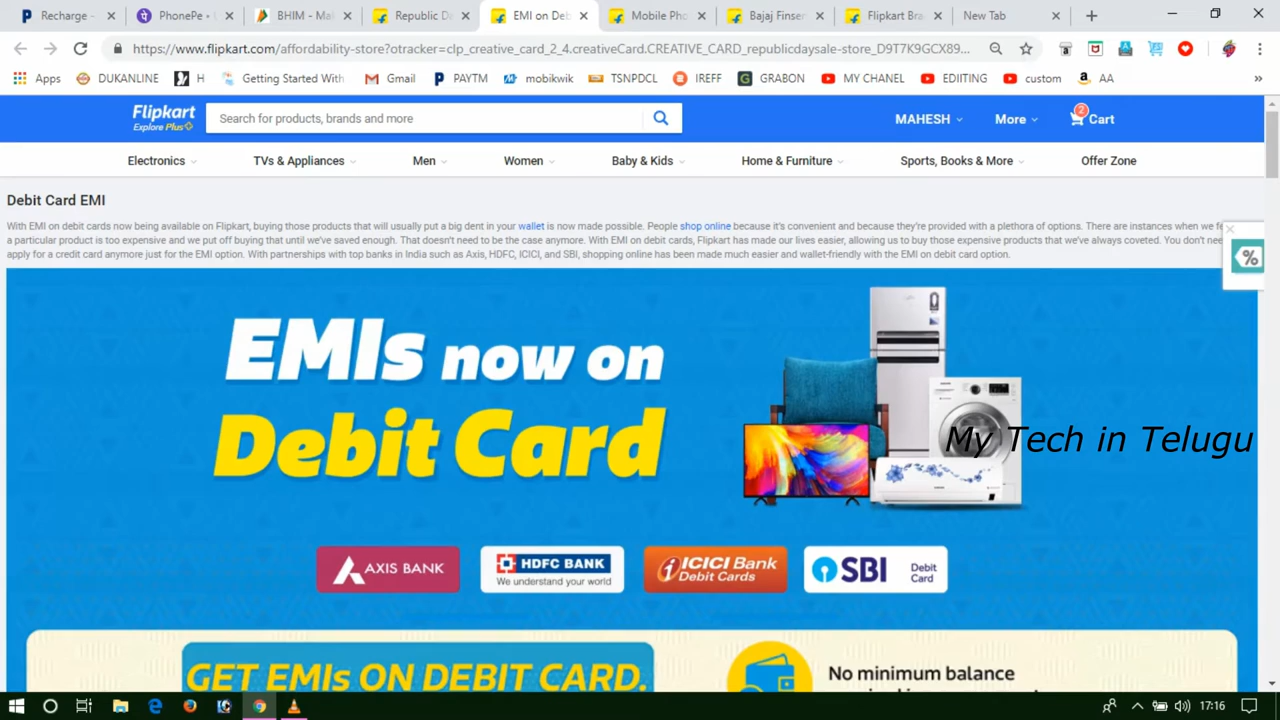 Recharge
PhonePe -
BHIM - Ma
Republic D
EMI on Deb
Mobile Pho
Bajaj Finser
Flipkart Bra
New Tab
https://www.flipkart.com/affordability-store?otracker=clp_creative_card_2_4.creativeCard.CREATIVE_CARD_republicdaysale-store_D9T7K9GCX89...
Apps DUKANLINE H Getting Started With Gmail PAYTM mobikwik TSNPDCL IREFF GRABON MY CHANEL EDIITING custom AA »
Flipkart
Explore Plus
Search for products, brands and more
MAHESH More 2 Cart
Electronics TVs & Appliances Men Women Baby & Kids Home & Furniture Sports, Books & More Offer Zone
Debit Card EMI
With EMI on debit cards now being available on Flipkart, buying those products that will usually put a big dent in your wallet is now made possible. People shop online because it's convenient and because they're provided with a plethora of options. There are instances when we fe
a particular product is too expensive and we put off buying that until we've saved enough. That doesn't need to be the case anymore. With EMI on debit cards, Flipkart has made our lives easier, allowing us to buy those expensive products that we've always coveted. You don't nee
apply for a credit card anymore just for the EMI option. With partnerships with top banks in India such as Axis, HDFC, ICICI, and SBI, shopping online has been made much easier and wallet-friendly with the EMI on debit card option.
%
EMIs now on
Debit Card
My Tech in Telugu
AXIS BANK
HDFC BANK
We understand your world
ICICI Bank
Debit Cards
SBI
Debit
Card
GET EMIs ON DEBIT CARD.
No minimum balance
17:16